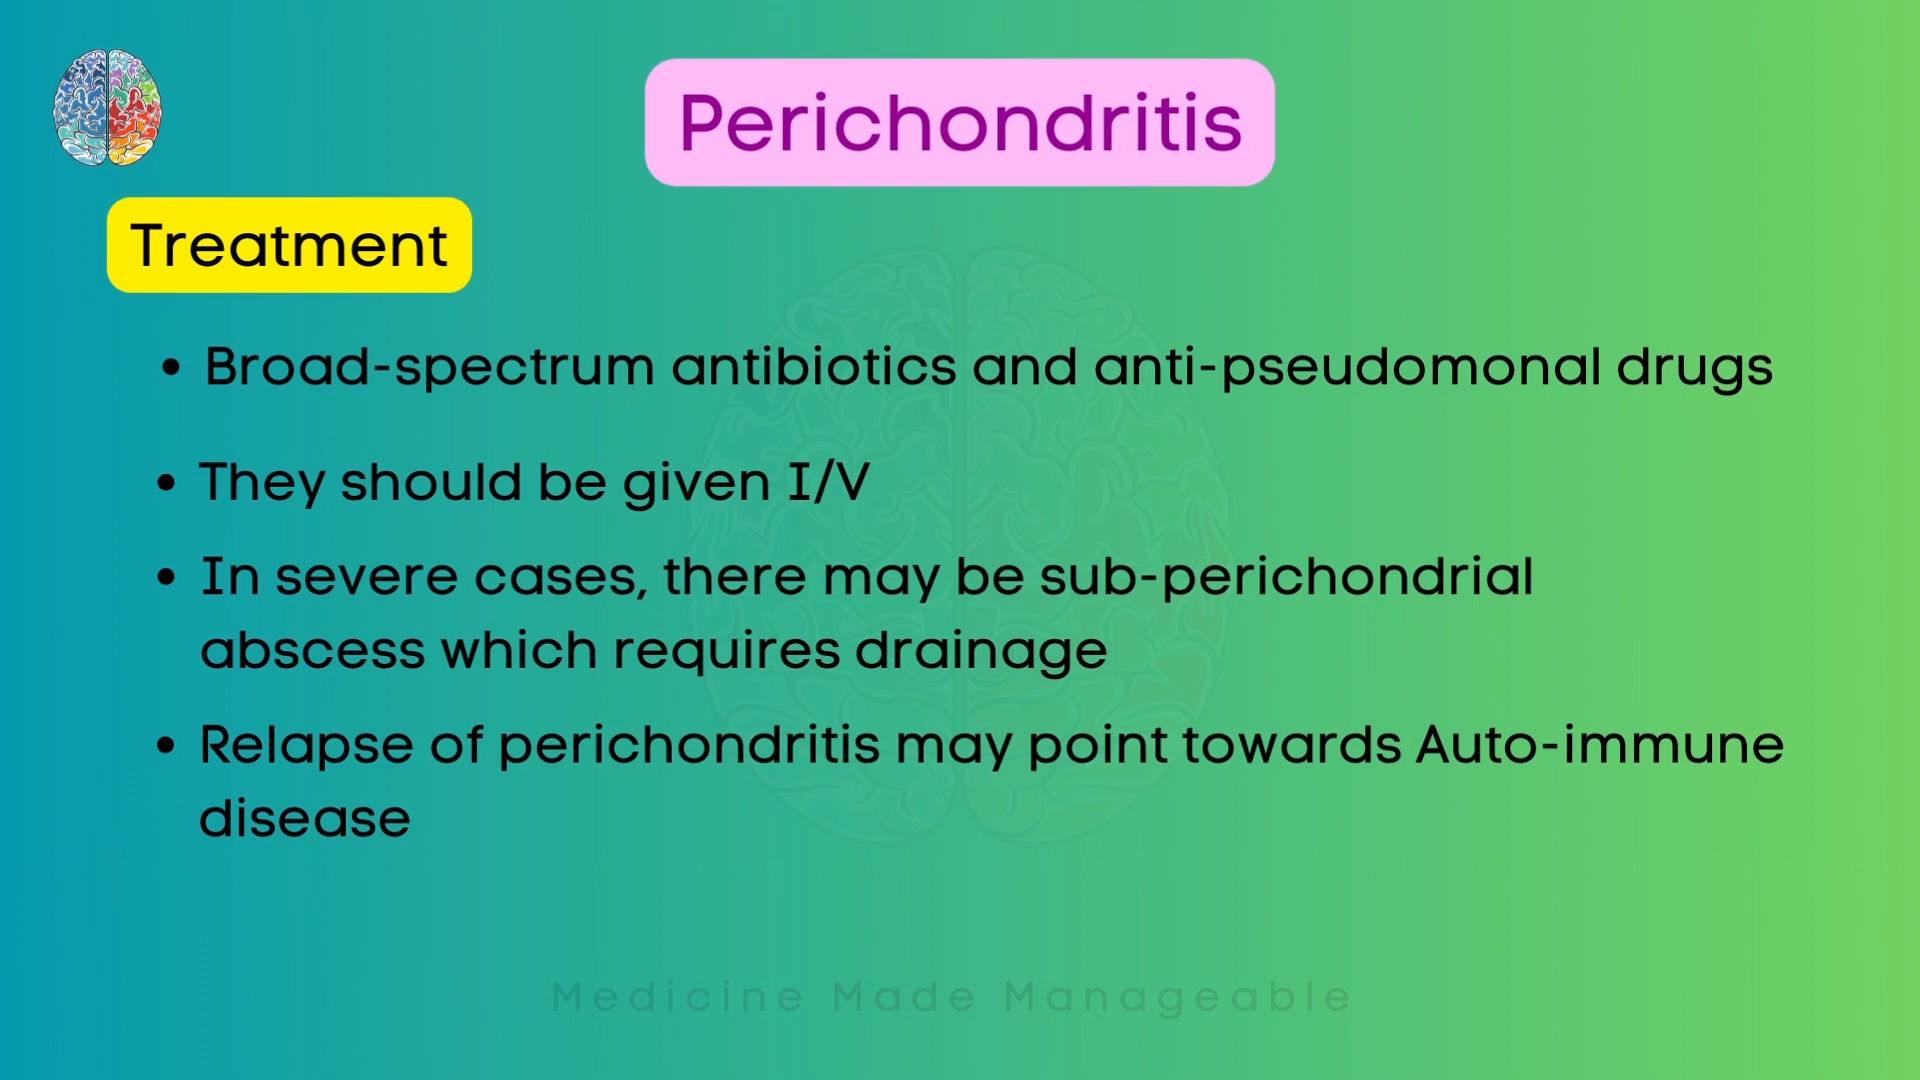 Perichondritis
Treatment
• Broad-spectrum antibiotics and anti-pseudomonal drugs
• They should be given I/V
• In severe cases, there may be sub-perichondrial
abscess which requires drainage
• Relapse of perichondritis may point towards Auto-immune
disease
Medicine Made Manageable